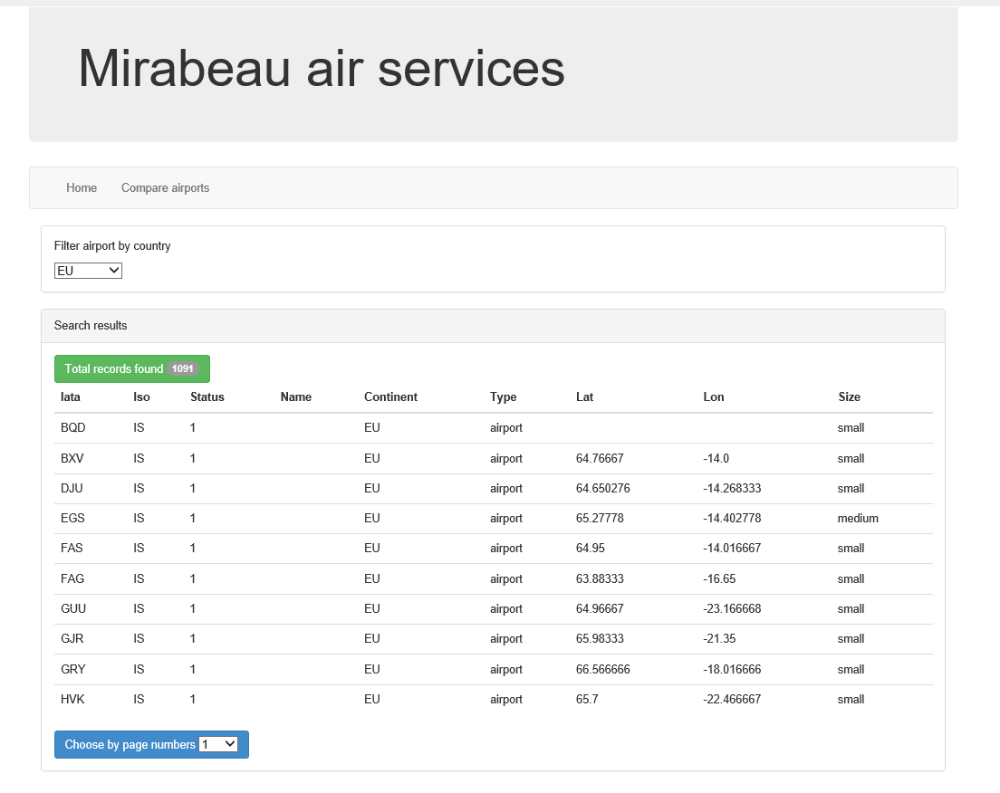 Mirabeau air services
Home Compare airports
Filter airport by country
EU
Search results
Total records found 1091
Iata Iso Status Name Continent Type Lat Lon Size
BQD IS 1 EU airport small
BXV IS 1 EU airport 64.76667 -14.0 small
DJU IS 1 EU airport 64.650276 -14.268333 small
EGS IS 1 EU airport 65.27778 -14.402778 medium
FAS IS 1 EU airport 64.95 -14.016667 small
FAG IS 1 EU airport 63.88333 -16.65 small
GUU IS 1 EU airport 64.96667 -23.166668 small
GJR IS 1 EU airport 65.98333 -21.35 small
GRY IS 1 EU airport 66.566666 -18.016666 small
HVK IS 1 EU airport 65.7 -22.466667 small
Choose by page numbers 1